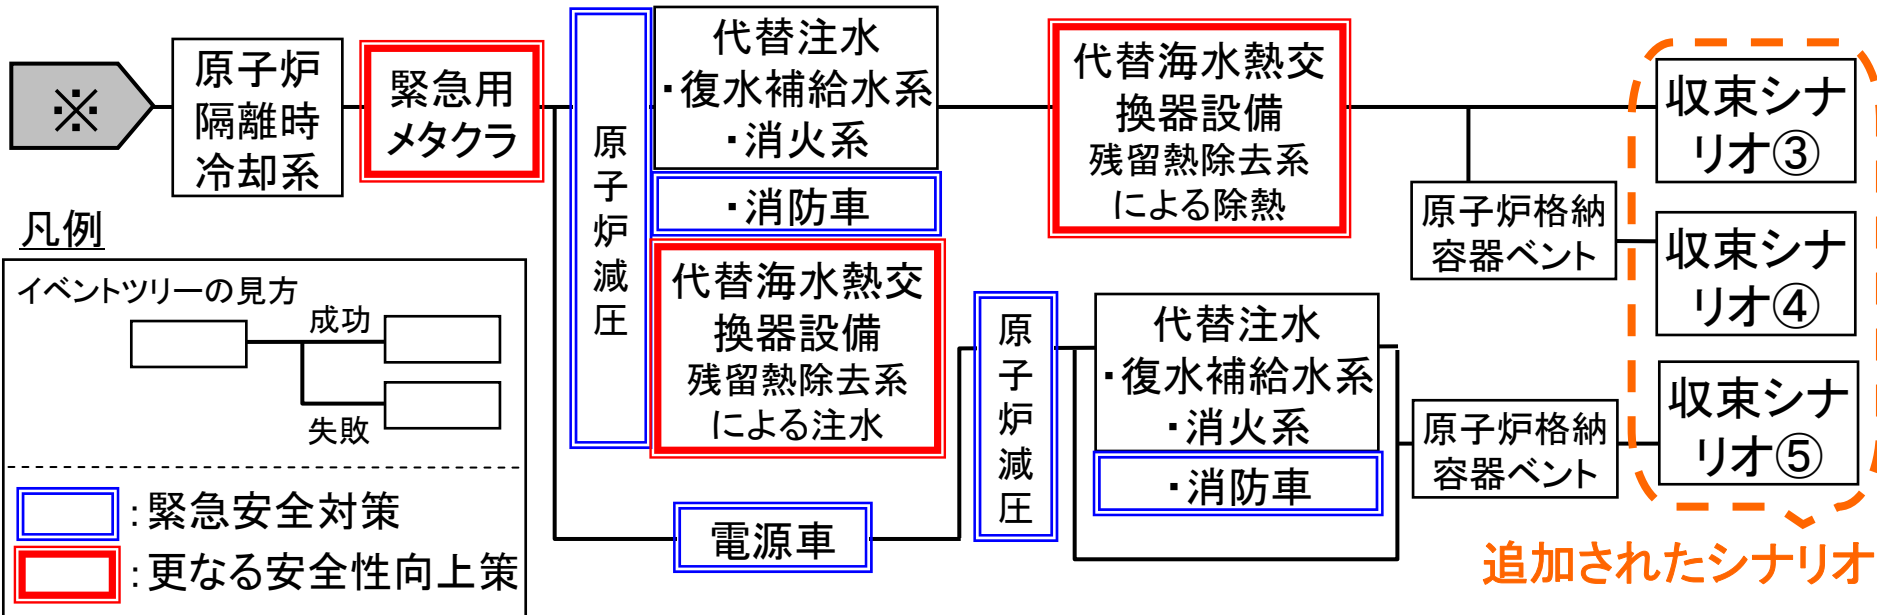 ※
原子炉
隔離時
冷却系
緊急用
メタクラ
原子炉減圧
代替注水
・復水補給水系
・消火系
・消防車
代替海水熱交
換器設備
残留熱除去系
による注水
代替海水熱交
換器設備
残留熱除去系
による除熱
原子炉格納
容器ベント
収束シナ
リオ③
収束シナ
リオ④
電源車
原子炉減圧
代替注水
・復水補給水系
・消火系
・消防車
原子炉格納
容器ベント
収束シナ
リオ⑤
追加されたシナリオ
凡例
イベントツリーの見方
成功
失敗
：緊急安全対策
：更なる安全性向上策